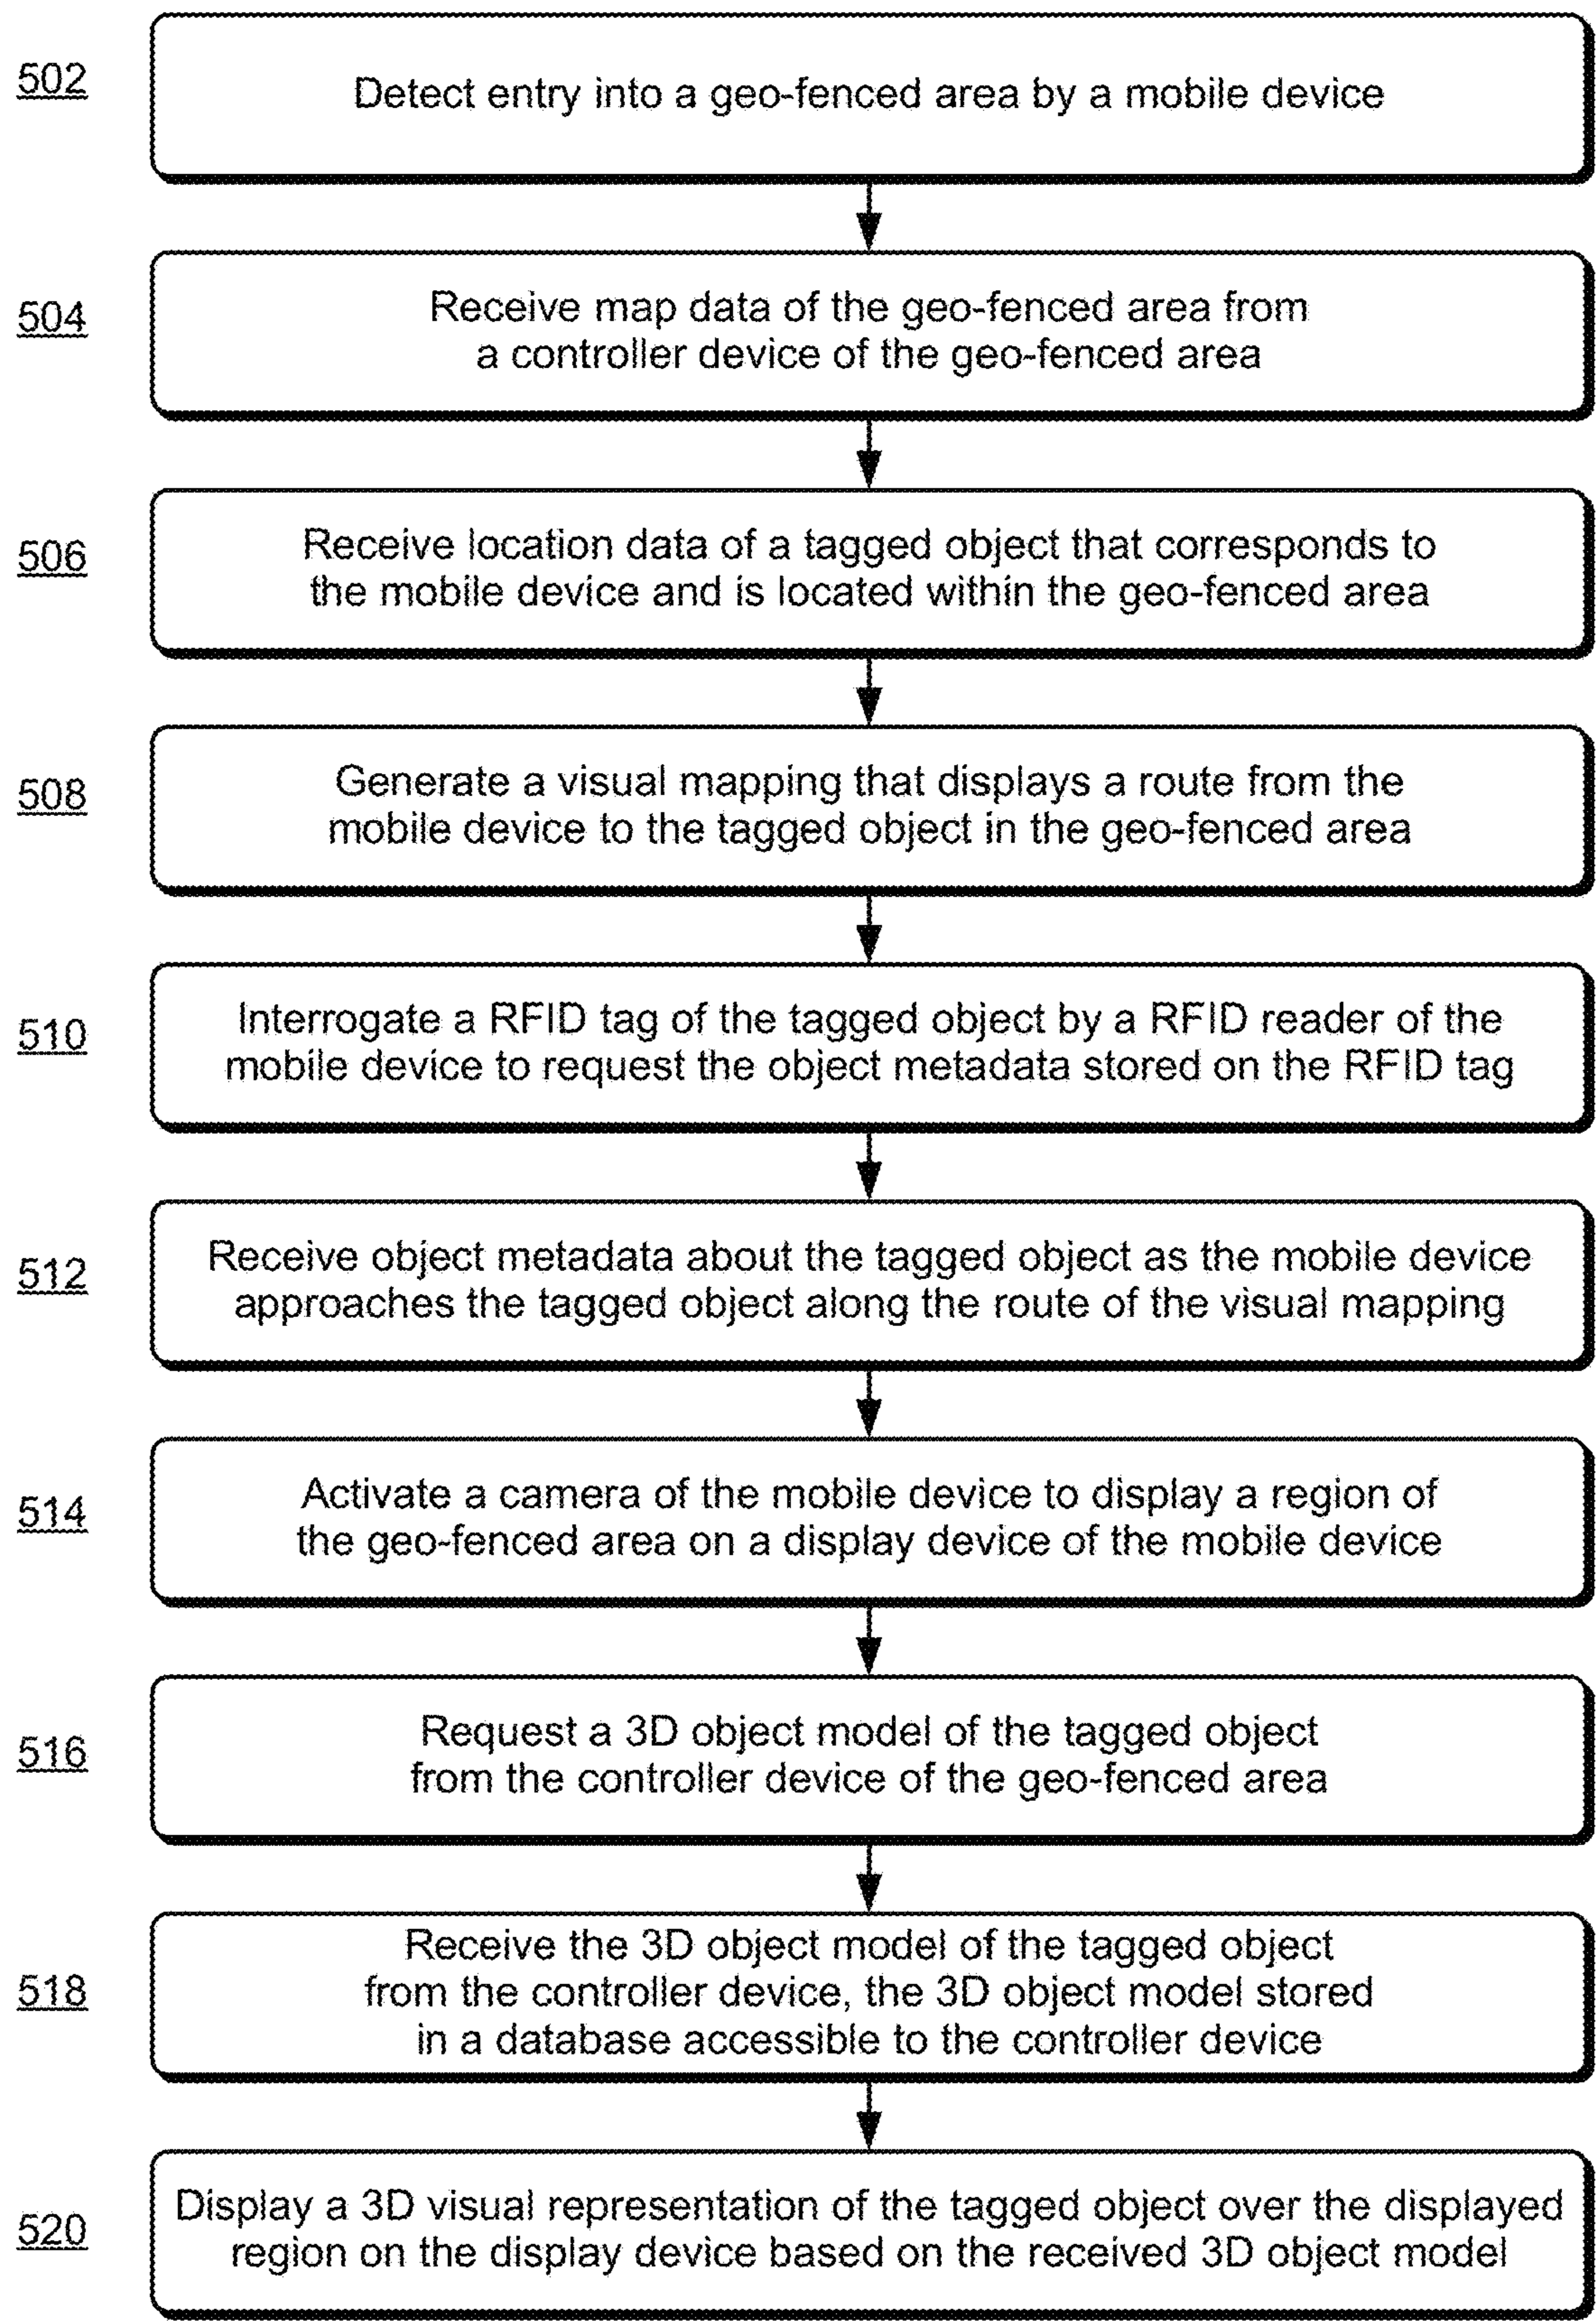 502
Detect entry into a geo-fenced area by a mobile device
504
Receive map data of the geo-fenced area from
a controller device of the geo-fenced area
506
Receive location data of a tagged object that corresponds to
the mobile device and is located within the geo-fenced area
508
Generate a visual mapping that displays a route from the
mobile device to the tagged object in the geo-fenced area
510
Interrogate a RFID tag of the tagged object by a RFID reader of the
mobile device to request the object metadata stored on the RFID tag
512
Receive object metadata about the tagged object as the mobile device
approaches the tagged object along the route of the visual mapping
514
Activate a camera of the mobile device to display a region of
the geo-fenced area on a display device of the mobile device
516
Request a 3D object model of the tagged object
from the controller device of the geo-fenced area
518
Receive the 3D object model of the tagged object
from the controller device, the 3D object model stored
in a database accessible to the controller device
520
Display a 3D visual representation of the tagged object over the displayed
region on the display device based on the received 3D object model